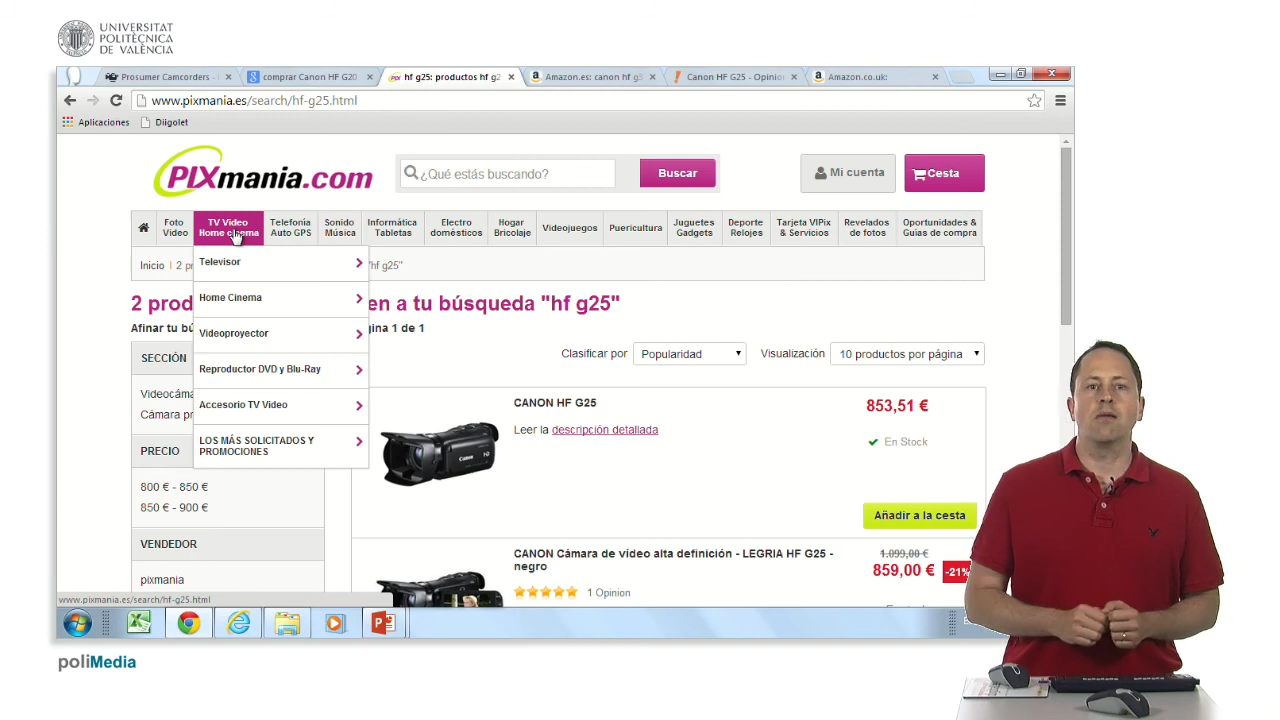 UNIVERSITAT
POLITÈCNICA
DE VALÈNCIA
Prosumer Camcorders -
comprar Canon HF G20
hf g25: productos hf g2
Amazon.es: canon hf g
Canon HF G25 - Opinio
Amazon.co.uk:
www.pixmania.es/search/hf-g25.html
Aplicaciones
Diigolet
PIXmania.com
¿Qué estás buscando?
Buscar
Mi cuenta
Cesta
Foto
Video
TV Video
Home cinema
Telefonía
Auto GPS
Sonido
Música
Informática
Tabletas
Electro
domésticos
Hogar
Bricolaje
Videojuegos
Puericultura
Juguetes
Gadgets
Deporte
Relojes
Tarjeta VIPix
& Servicios
Revelados
de fotos
Oportunidades &
Guias de compra
Inicio | 2 pr
"hf g25"
Televisor
Home Cinema
Videoproyector
Reproductor DVD y Blu-Ray
Accesorio TV Video
LOS MÁS SOLICITADOS Y
PROMOCIONES
2 prod
en a tu búsqueda "hf g25"
Afinar tu bú
gina 1 de 1
SECCIÓN
Clasificar por
Popularidad
Visualización
10 productos por página
Videocáma
Cámara pr
PRECIO
800 € - 850 €
850 € - 900 €
VENDEDOR
pixmania
CANON HF G25
Leer la descripción detallada
853,51 €
En Stock
Añadir a la cesta
CANON Cámara de vídeo alta definición - LEGRIA HF G25 -
negro
1 Opinion
1.099,00 €
859,00 €
-21%
www.pixmania.es/search/hf-g25.html
poliMedia